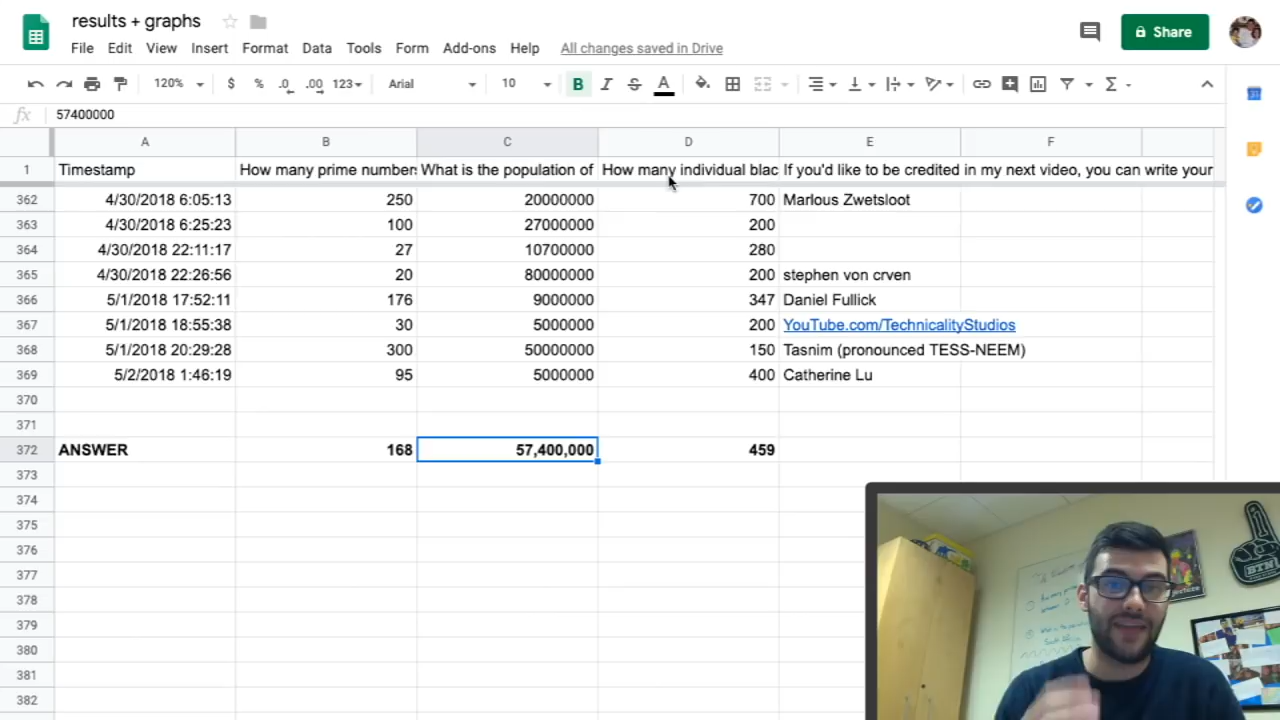 results + graphs
File Edit View Insert Format Data Tools Form Add-ons Help All changes saved in Drive
Share
120% $ % .0 .00 123 Arial 10 B I S A Σ
fx 57400000
A B C D E F
1 Timestamp How many prime numbers What is the population of How many individual blac If you'd like to be credited in my next video, you can write your
362 4/30/2018 6:05:13 250 20000000 700 Marlous Zwetsloot
363 4/30/2018 6:25:23 100 27000000 200
364 4/30/2018 22:11:17 27 10700000 280
365 4/30/2018 22:26:56 20 80000000 200 stephen von crven
366 5/1/2018 17:52:11 176 9000000 347 Daniel Fullick
367 5/1/2018 18:55:38 30 5000000 200 YouTube.com/TechnicalityStudios
368 5/1/2018 20:29:28 300 50000000 150 Tasnim (pronounced TESS-NEEM)
369 5/2/2018 1:46:19 95 5000000 400 Catherine Lu
370
371
372 ANSWER 168 57,400,000 459
373
374
375
376
377
378
379
380
381
382
BTN